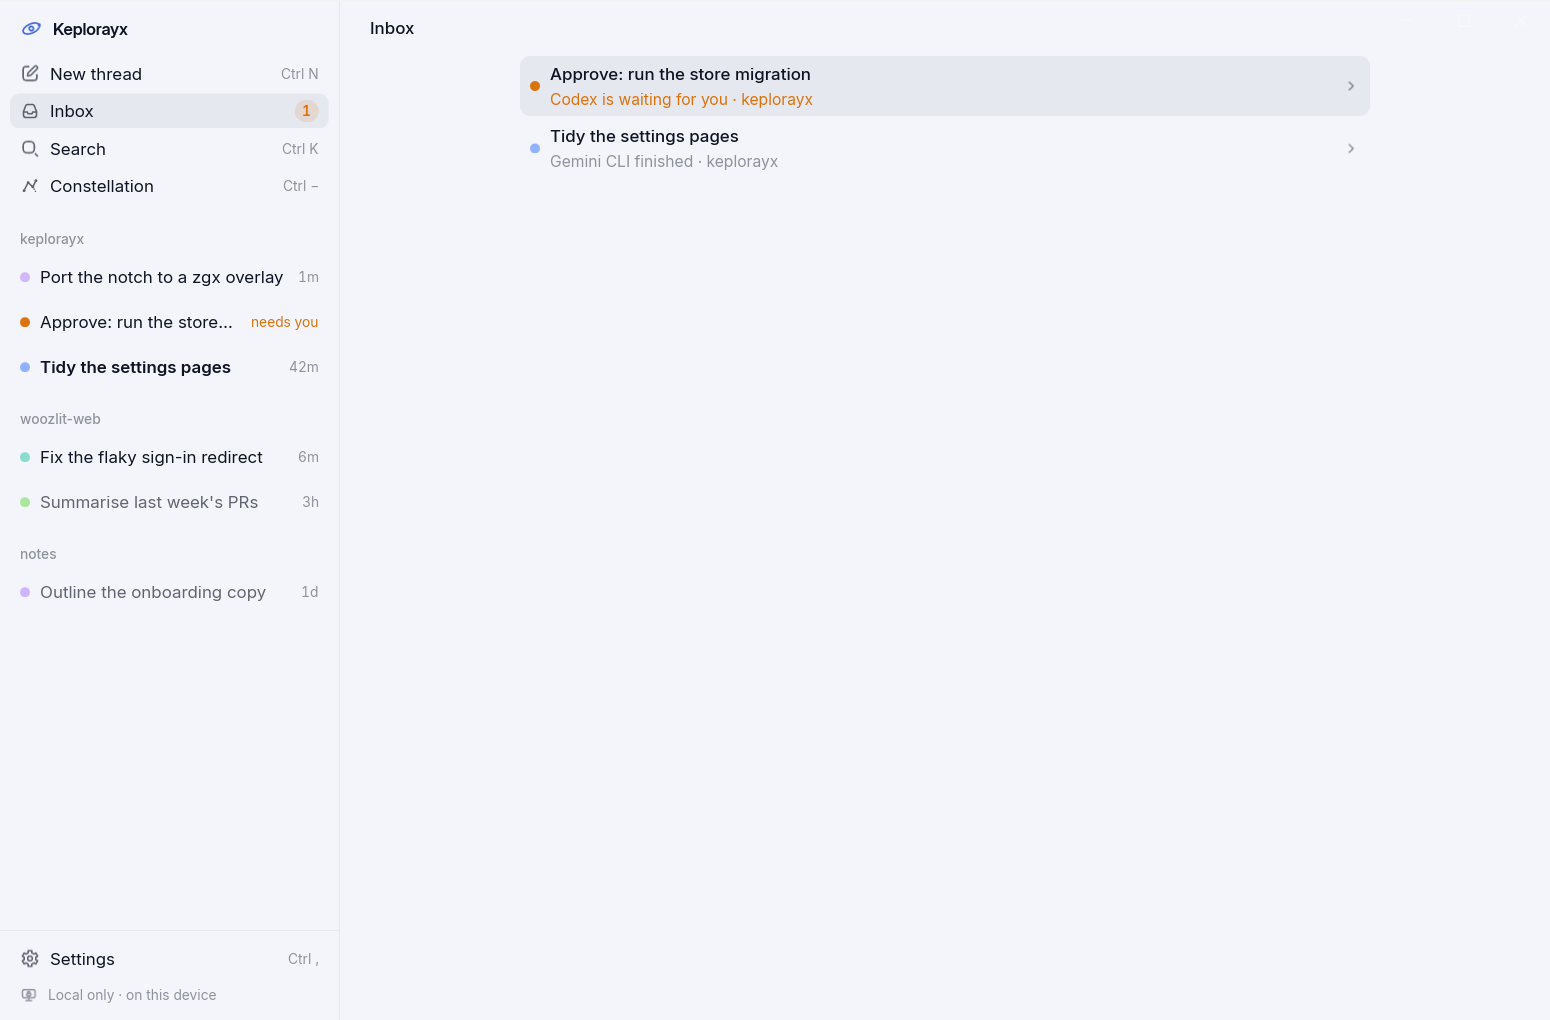 Keplorayx
New thread Ctrl N
Inbox 1
Search Ctrl K
Constellation Ctrl –
keplorayx
Port the notch to a zgx overlay 1m
Approve: run the store... needs you
Tidy the settings pages 42m
woozlit-web
Fix the flaky sign-in redirect 6m
Summarise last week's PRs 3h
notes
Outline the onboarding copy 1d
Settings Ctrl ,
Local only · on this device
Inbox
Approve: run the store migration
Codex is waiting for you · keplorayx
Tidy the settings pages
Gemini CLI finished · keplorayx